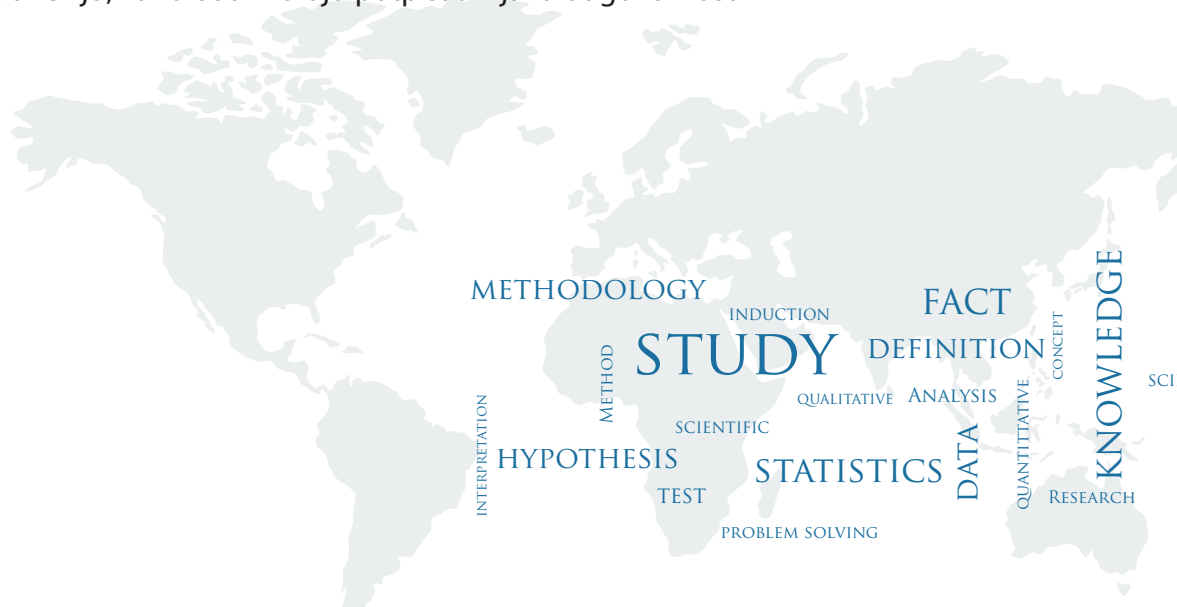 METHODOLOGY
FACT
INDUCTION
STUDY
DEFINITION
CONCEPT
KNOWLEDGE
METHOD
QUALITATIVE
ANALYSIS
INTERPRETATION
SCIENTIFIC
HYPOTHESIS
STATISTICS
DATA
QUANTITTATIVE
TEST
RESEARCH
PROBLEM SOLVING